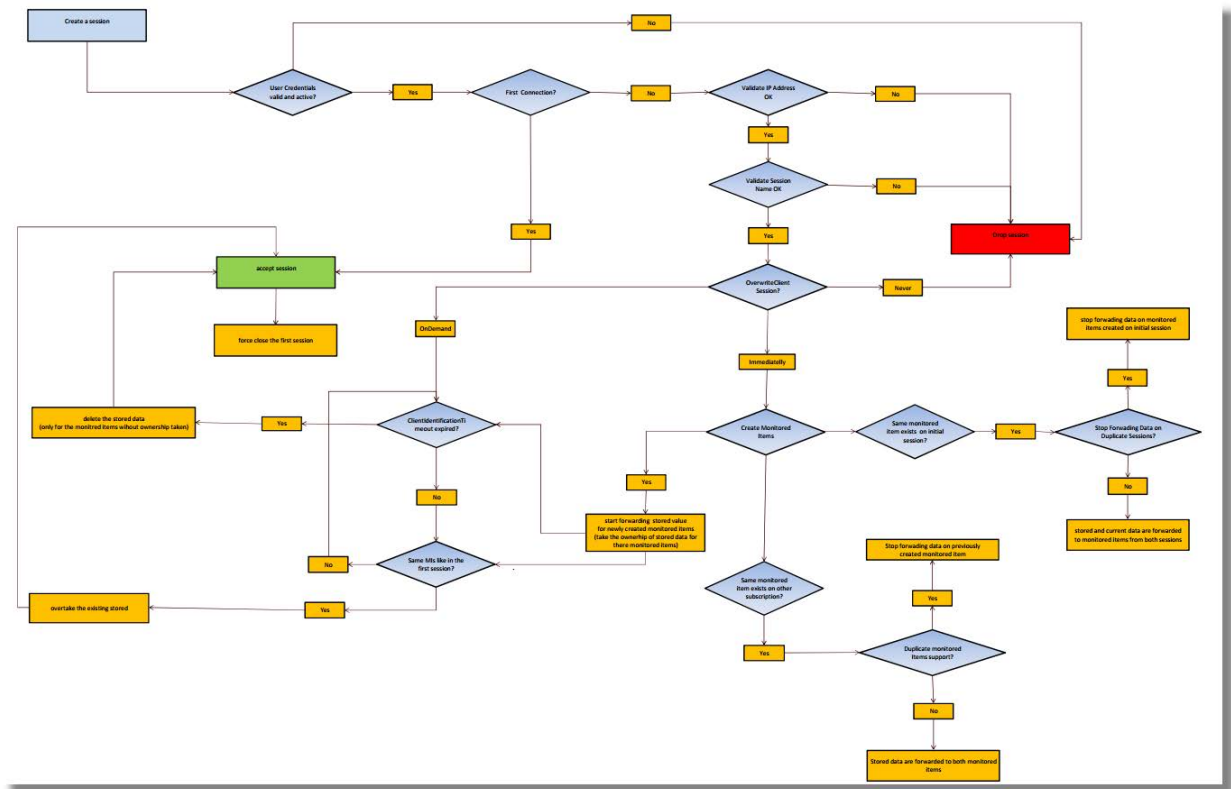 Create a session
No
User Credentials
valid and active?
Yes
First Connection?
No
Validate IP Address
OK
No
Yes
Validate Session
Name OK
No
Yes
Yes
session
accept session
OverwriteClient
Session?
Never
OnDemand
force close the first session
stop forwading data on monitored
items created on initial session
Immediatelly
Yes
delete the stored data
(only for the monitred items wihout ownership taken)
Yes
ClientIdentificationTi
meout expired?
Create Monitored
Items
Same monitored
item exists on initial
session?
Yes
Stop Forwading Data on
Duplicate Sessions?
Yes
No
No
start forwarding stored value
for newly created monitored items
(take the ownerhip of stored data for
there monitored items)
stored and current data are forwarded
to monitored items from both sessions
Same MIs like in the
first session?
No
Stop forwading data on previously
created monitored item
Same monitored
item exists on other
subscription?
Yes
overtake the existing stored
Yes
Yes
Duplicate monitored
items support?
No
Stored data are forwarded to both monitored
items